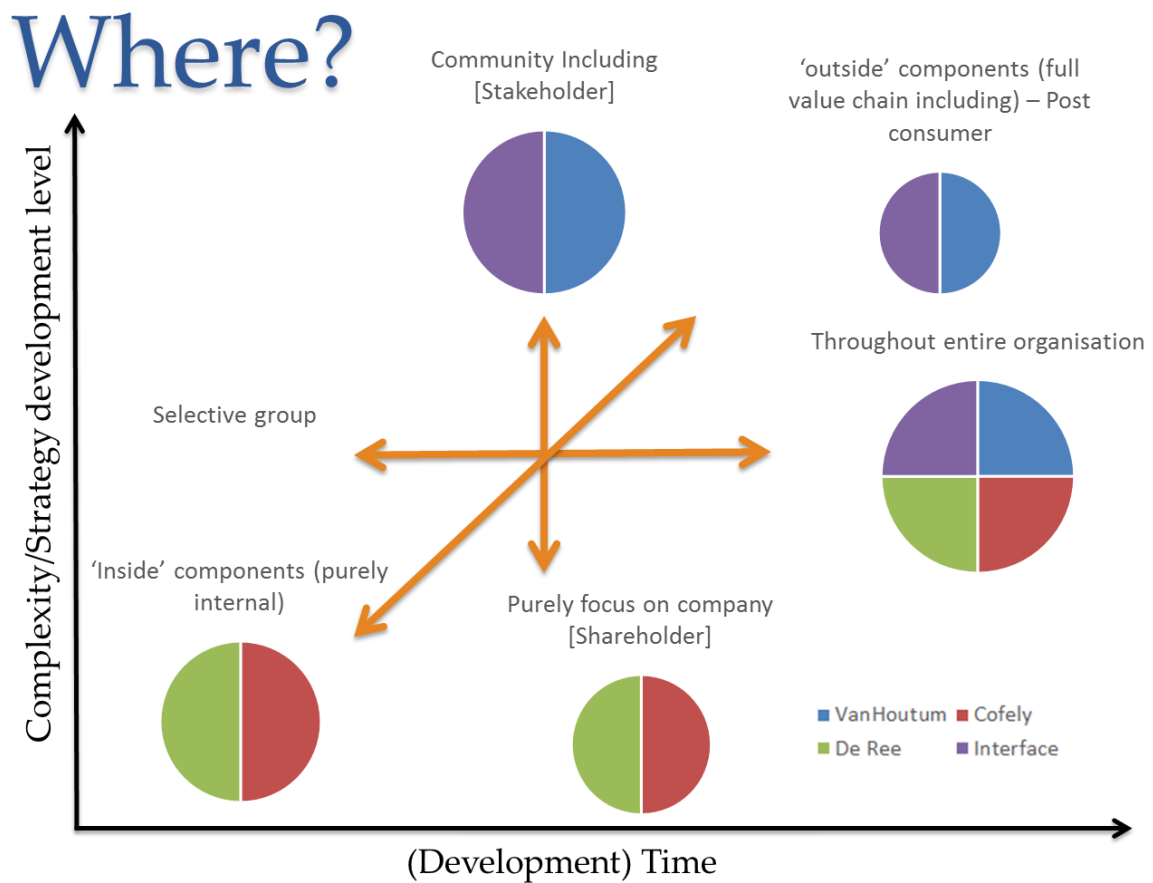 Where?
Community Including
[Stakeholder]
‘outside’ components (full
value chain including) – Post
consumer
Complexity/Strategy development level
Throughout entire organisation
Selective group
‘Inside’ components (purely
internal)
Purely focus on company
[Shareholder]
VanHoutum
Cofely
De Ree
Interface
(Development) Time